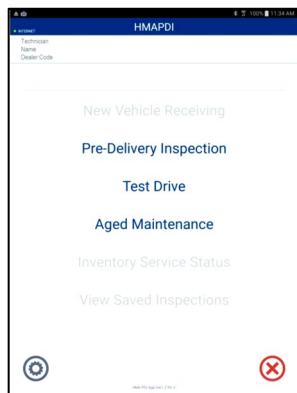 100% 11:34 AM
INTERNET
HMAPDI
Technician
Name
Dealer Code
New Vehicle Receiving
Pre-Delivery Inspection
Test Drive
Aged Maintenance
Inventory Service Status
View Saved Inspections